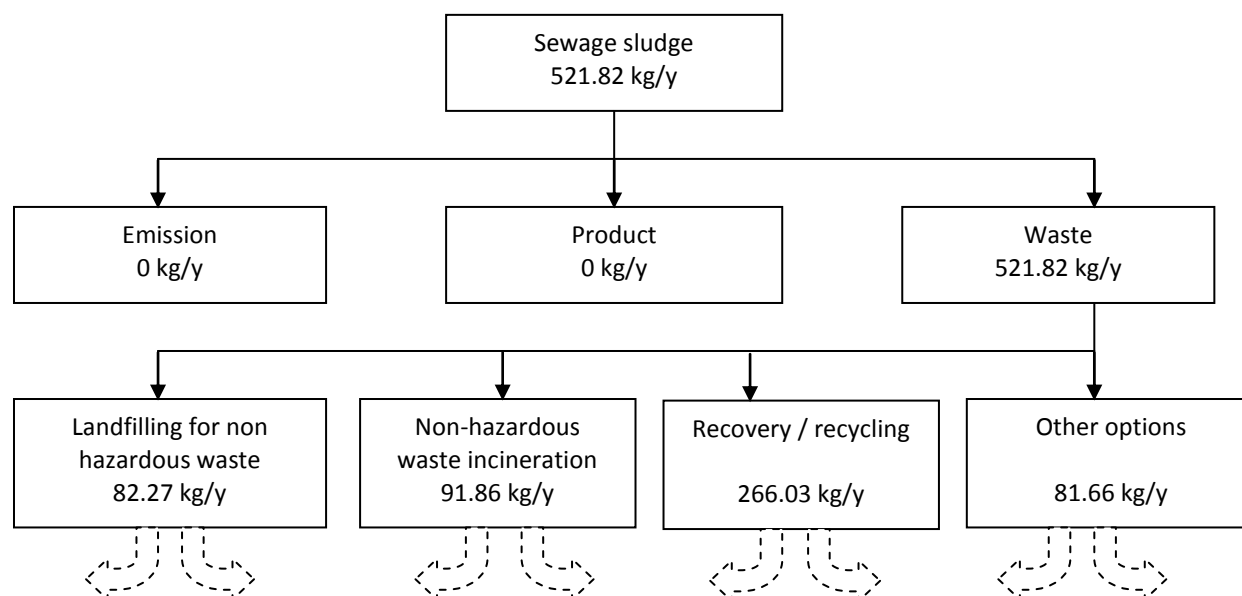 Sewage sludge
521.82 kg/y
Emission
0 kg/y
Product
0 kg/y
Waste
521.82 kg/y
Landfilling for non
hazardous waste
82.27 kg/y
Non-hazardous
waste incineration
91.86 kg/y
Recovery / recycling
266.03 kg/y
Other options
81.66 kg/y